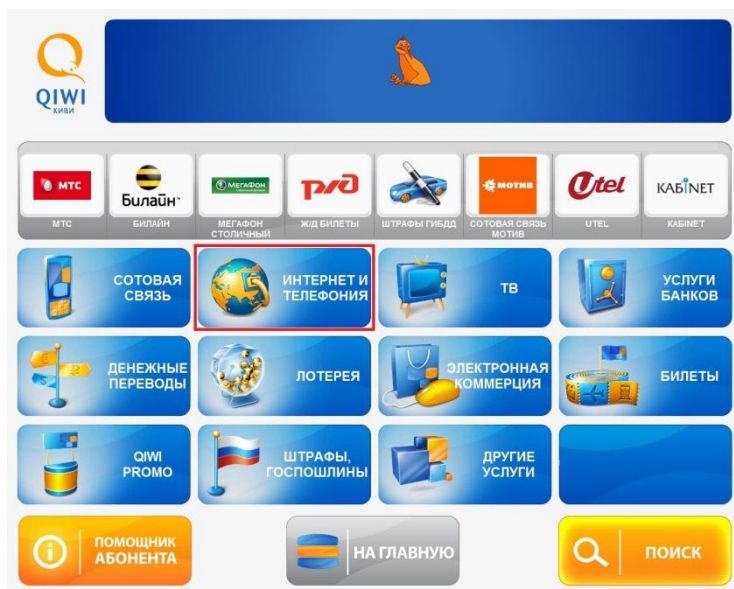 QIWI
КИВИ
МТС
Билайн
МЕГАФОН
Столичный филиал
РЖД
МОТИВ
Utel
КАБiNET
МТС
БИЛАЙН
МЕГАФОН
СТОЛИЧНЫЙ
Ж/Д БИЛЕТЫ
ШТРАФЫ ГИБДД
СОТОВАЯ СВЯЗЬ
МОТИВ
UTEL
КАБiNET
СОТОВАЯ
СВЯЗЬ
ИНТЕРНЕТ И
ТЕЛЕФОНИЯ
ТВ
УСЛУГИ
БАНКОВ
ДЕНЕЖНЫЕ
ПЕРЕВОДЫ
ЛОТЕРЕЯ
ЭЛЕКТРОННАЯ
КОММЕРЦИЯ
БИЛЕТЫ
QIWI
PROMO
ШТРАФЫ,
ГОСПОШЛИНЫ
ДРУГИЕ
УСЛУГИ
ПОМОЩНИК
АБОНЕНТА
НА ГЛАВНУЮ
ПОИСК